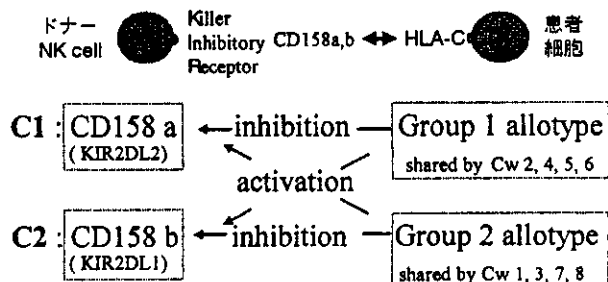 ドナー
NK cell
Killer
Inhibitory
Receptor
CD158a,b
HLA-C
患者
細胞
C1 : CD158 a
( KIR2DL2)
inhibition
Group 1 allotype
shared by Cw 2, 4, 5, 6
activation
C2 : CD158 b
( KIR2DL1)
inhibition
Group 2 allotype
shared by Cw 1, 3, 7, 8